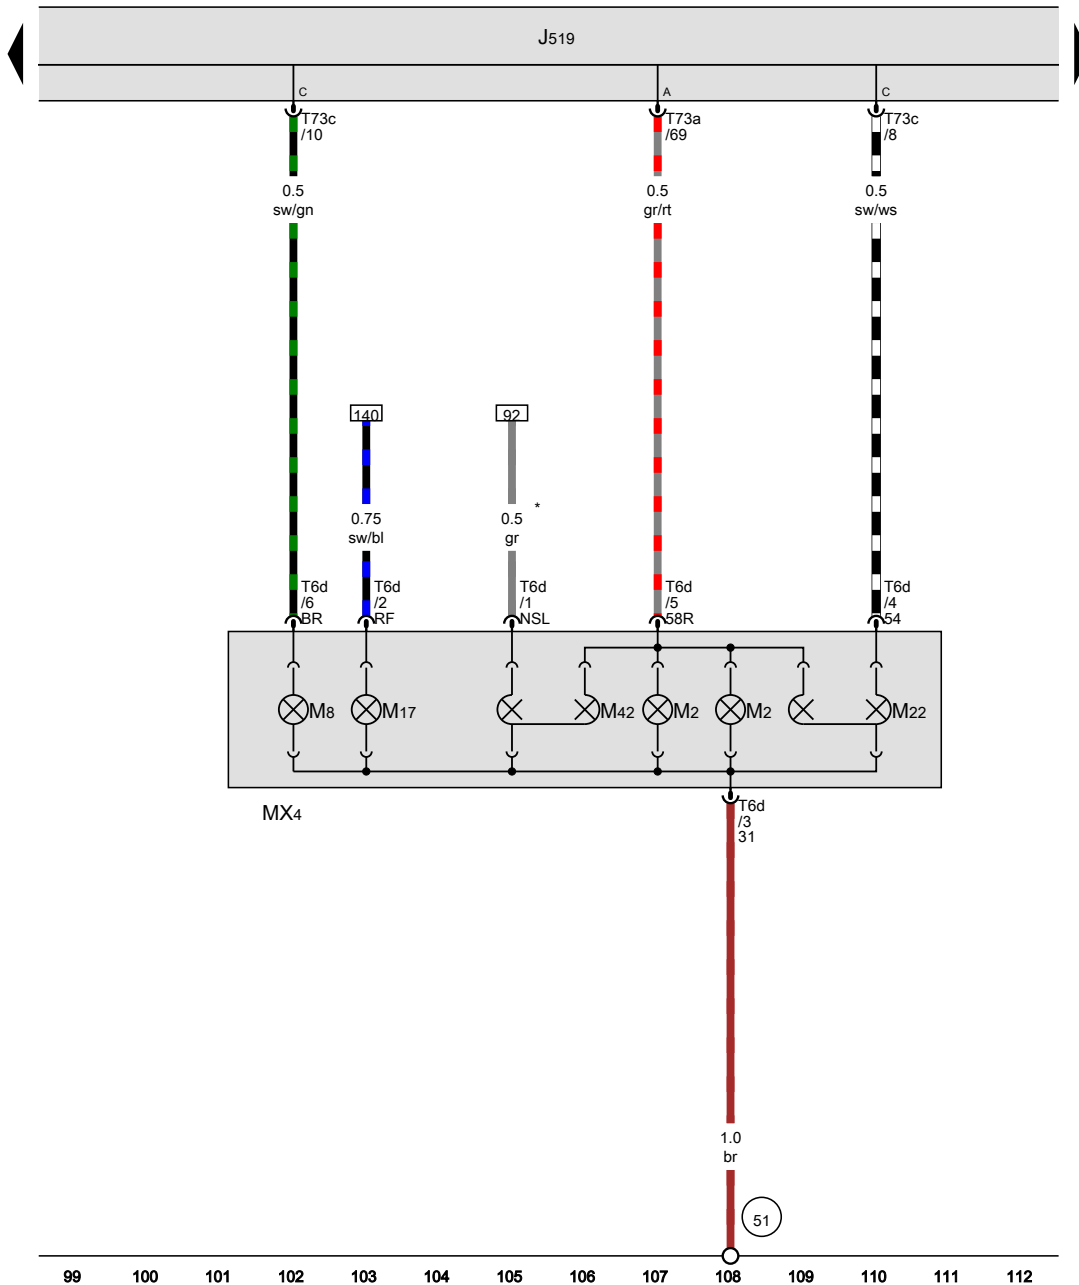 J519
C
A
C
T73c
/10
T73a
/69
T73c
/8
0.5
sw/gn
0.5
gr/rt
0.5
sw/ws
140
92
0.75
sw/bl
*
0.5
gr
T6d
/6
BR
T6d
/2
RF
T6d
/1
NSL
T6d
/5
58R
T6d
/4
54
M8
M17
M42
M2
M2
M22
MX4
T6d
/3
31
1.0
br
51
99 100 101 102 103 104 105 106 107 108 109 110 111 112